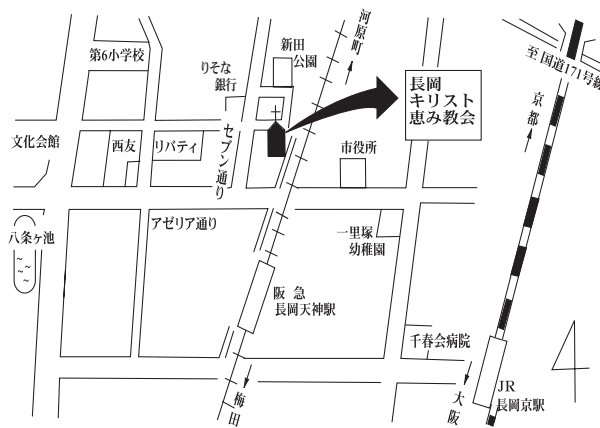 河原町
至 国道171号線
新田
公園
第6小学校
りそな
銀行
長岡
キリスト
恵み教会
京都
セブン通り
文化会館
西友
リバティ
市役所
アゼリア通り
八条ヶ池
一里塚
幼稚園
阪急
長岡天神駅
千春会病院
JR
長岡京駅
梅田
大阪